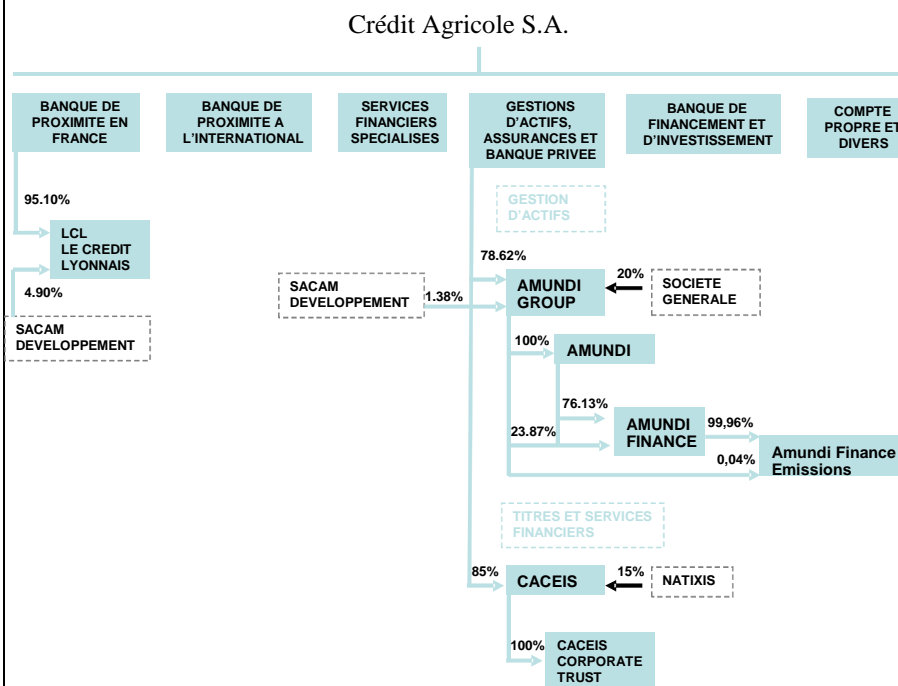 Crédit Agricole S.A.
BANQUE DE
PROXIMITE EN
FRANCE
BANQUE DE
PROXIMITE A
L'INTERNATIONAL
SERVICES
FINANCIERS
SPECIALISES
GESTIONS
D'ACTIFS,
ASSURANCES ET
BANQUE PRIVEE
BANQUE DE
FINANCEMENT ET
D'INVESTISSEMENT
COMPTE
PROPRE ET
DIVERS
95.10%
LCL
LE CREDIT
LYONNAIS
4.90%
SACAM
DEVELOPPEMENT
GESTION
D'ACTIFS
78.62%
SACAM
DEVELOPPEMENT
1.38%
AMUNDI
GROUP
20%
SOCIETE
GENERALE
100%
AMUNDI
76.13%
23.87%
AMUNDI
FINANCE
99,96%
0,04%
Amundi Finance
Emissions
TITRES ET SERVICES
FINANCIERS
85%
CACEIS
15%
NATIXIS
100%
CACEIS
CORPORATE
TRUST